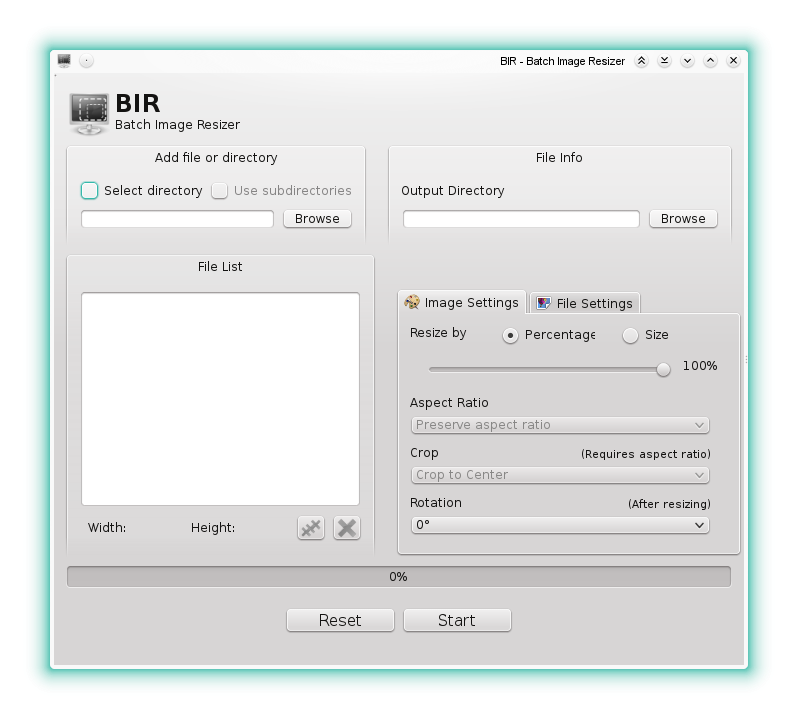 BIR - Batch Image Resizer
BIR
Batch Image Resizer
Add file or directory
Select directory Use subdirectories
Browse
File Info
Output Directory
Browse
File List
Width: Height:
Image Settings File Settings
Resize by Percentage Size
100%
Aspect Ratio
Preserve aspect ratio
Crop (Requires aspect ratio)
Crop to Center
Rotation (After resizing)
0°
0%
Reset Start